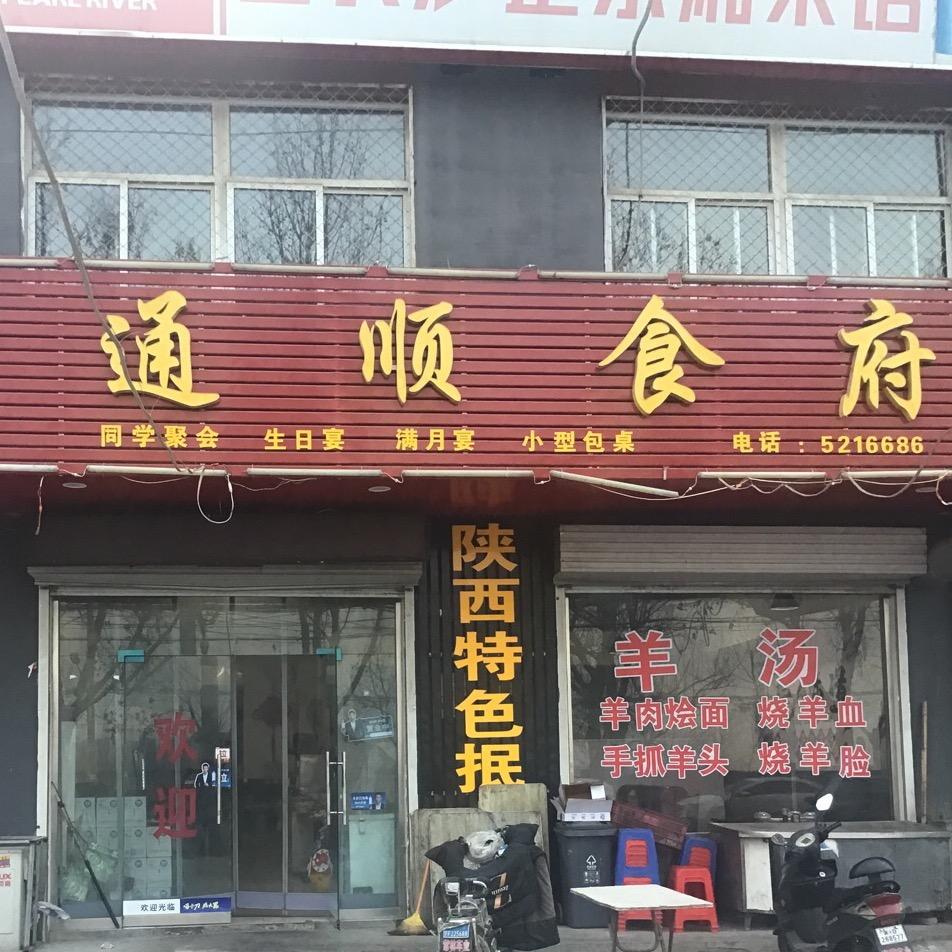 PEARL RIVER
通顺食府
同学聚会 生日宴 满月宴 小型包桌 电话：5216686
陕西特色抿
羊汤
羊肉烩面 烧羊血
手抓羊头 烧羊脸
欢迎
欢迎光临